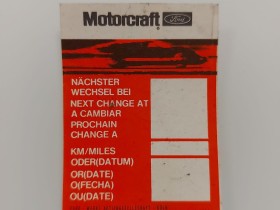 Motorcraft Ford
NÄCHSTER
WECHSEL BEI
NEXT CHANGE AT
A CAMBIAR
PROCHAIN
CHANGE A
KM/MILES
ODER(DATUM)
OR(DATE)
O(FECHA)
OU(DATE)